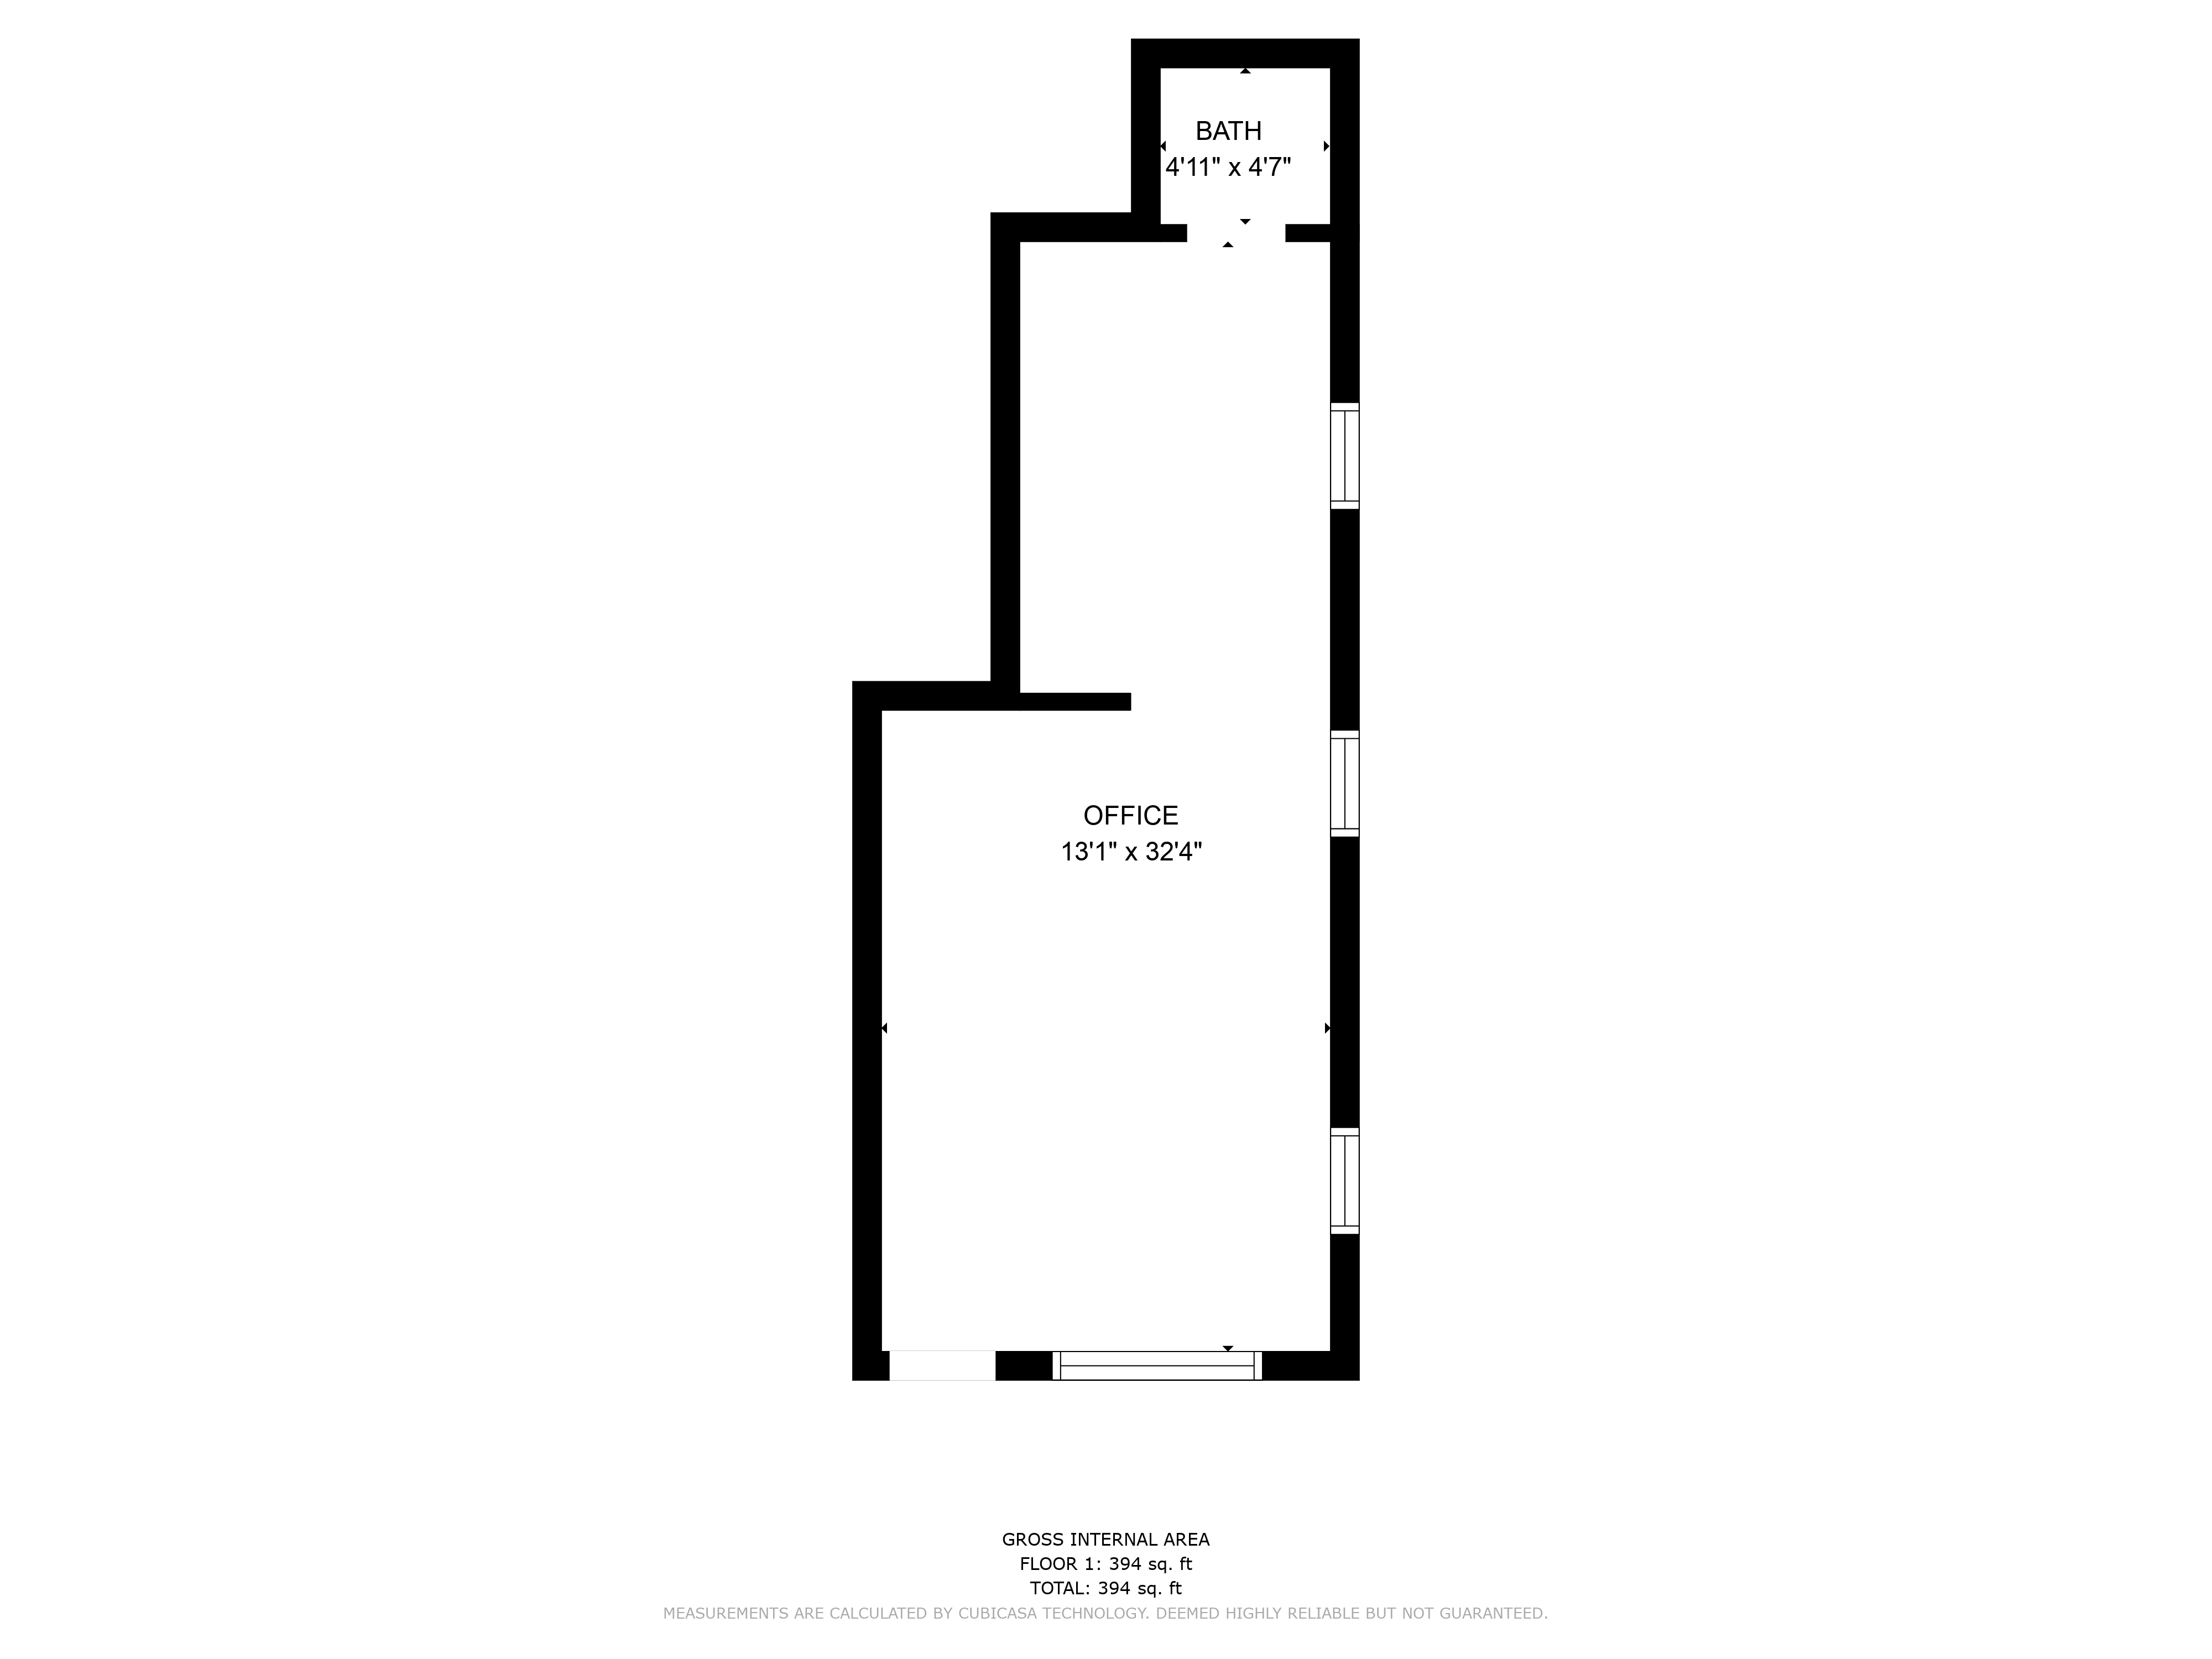 BATH
4'11" x 4'7"
OFFICE
13'1" x 32'4"
GROSS INTERNAL AREA
FLOOR 1: 394 sq. ft
TOTAL: 394 sq. ft
MEASUREMENTS ARE CALCULATED BY CUBICASA TECHNOLOGY. DEEMED HIGHLY RELIABLE BUT NOT GUARANTEED.